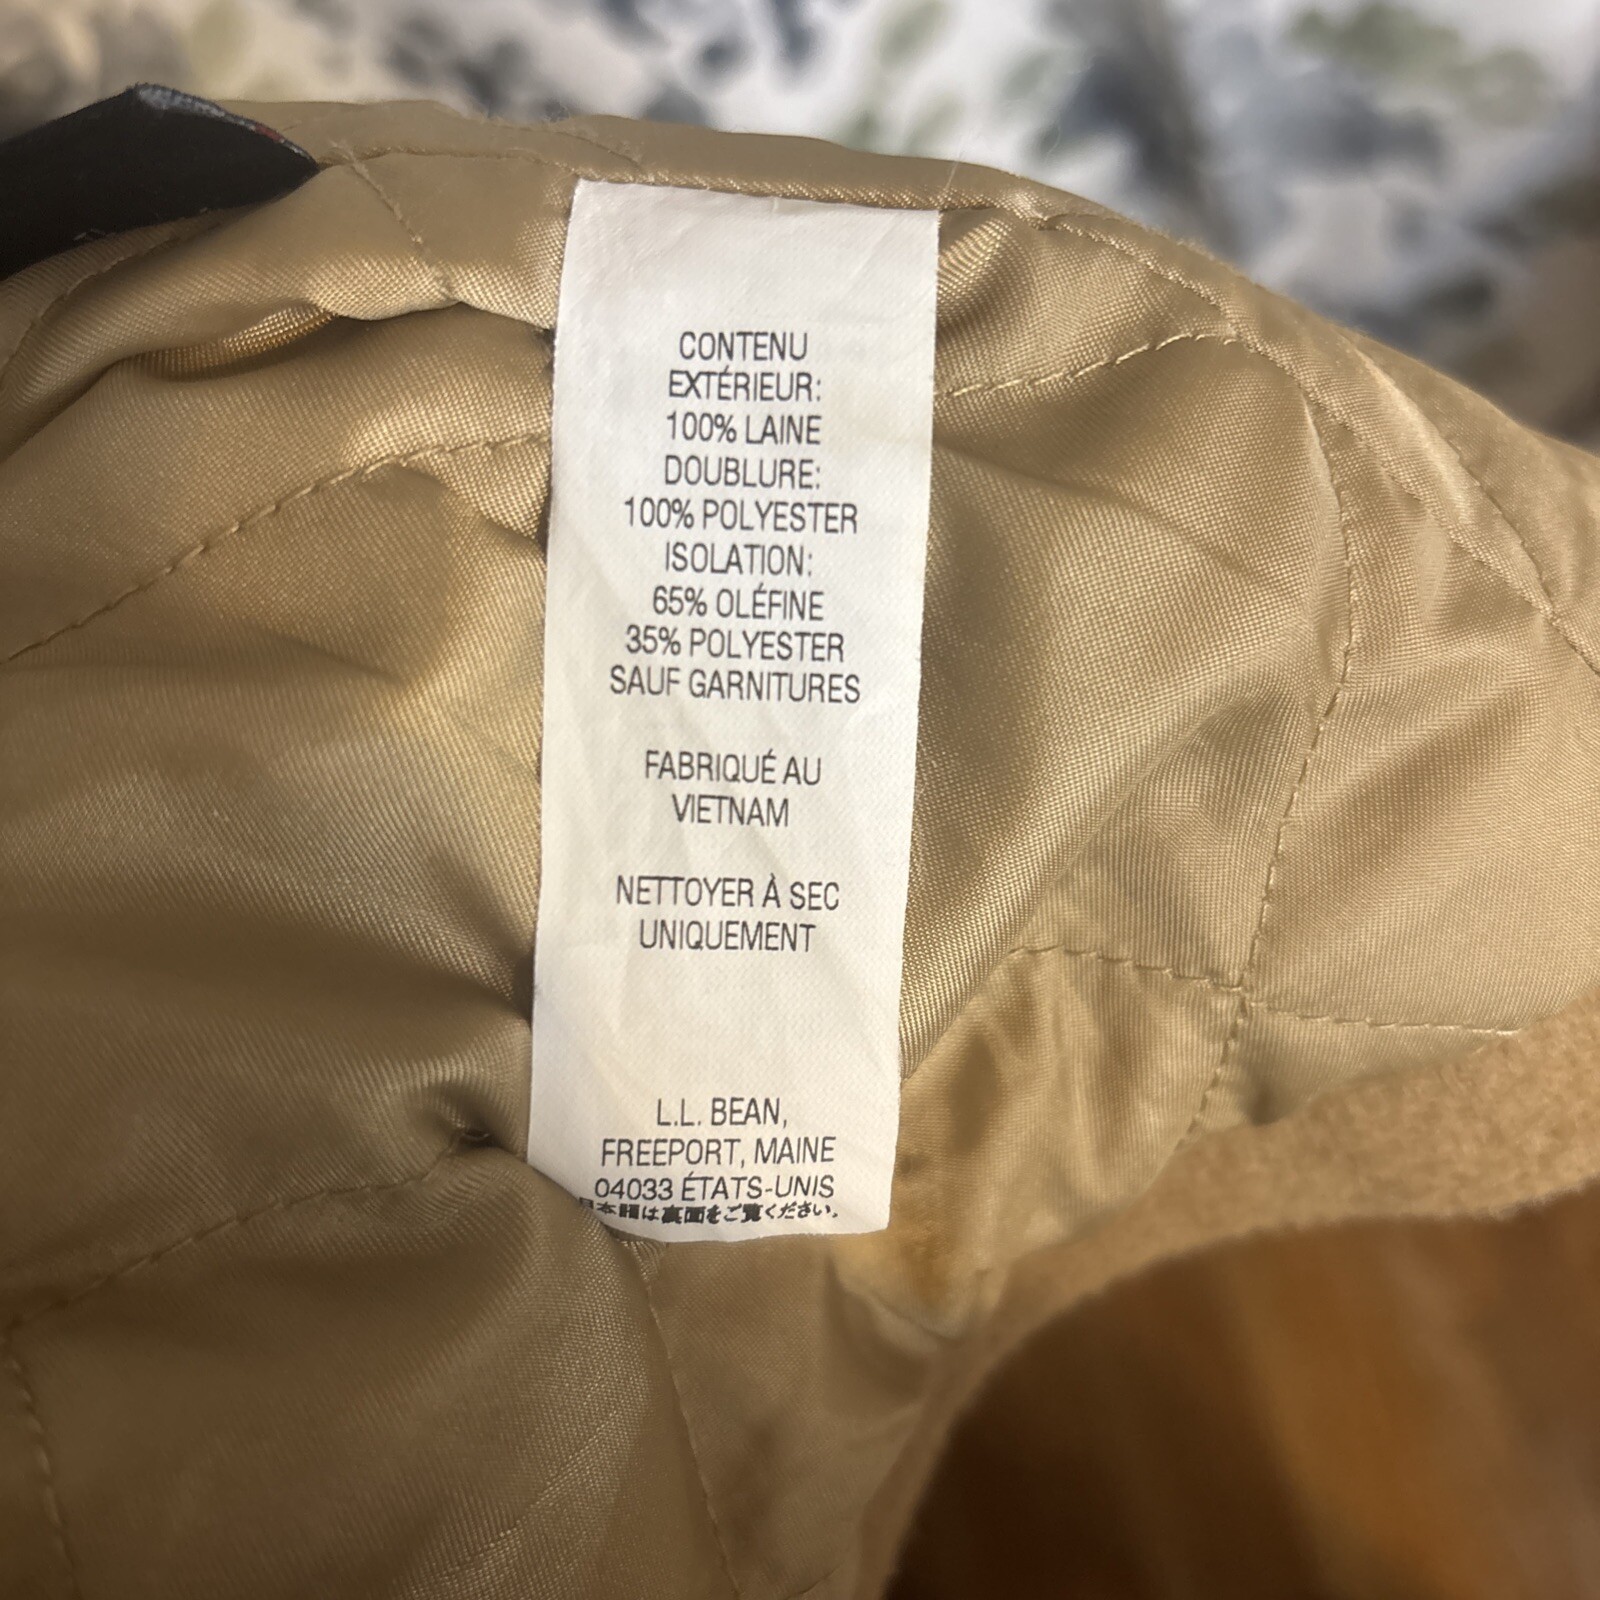 CONTENU
EXTÉRIEUR:
100% LAINE
DOUBLURE:
100% POLYESTER
ISOLATION:
65% OLÉFINE
35% POLYESTER
SAUF GARNITURES
FABRIQUÉ AU
VIETNAM
NETTOYER À SEC
UNIQUEMENT
L.L. BEAN,
FREEPORT, MAINE
04033 ÉTATS-UNIS
日本語は裏面をご覧ください。